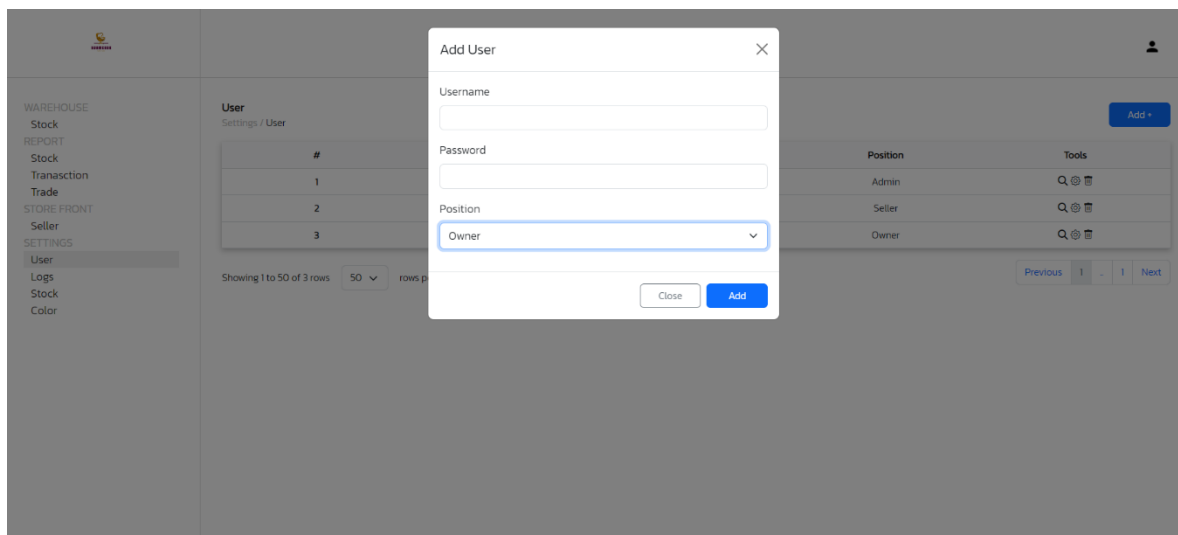 Add User
Username
Password
Position
Owner
Close Add
WAREHOUSE
Stock
REPORT
Stock
Tranasction
Trade
STORE FRONT
Seller
SETTINGS
User
Logs
Stock
Color
User
Settings / User
Add +
# Position Tools
1 Admin
2 Seller
3 Owner
Showing 1 to 50 of 3 rows 50 rows p
Previous 1 .. 1 Next